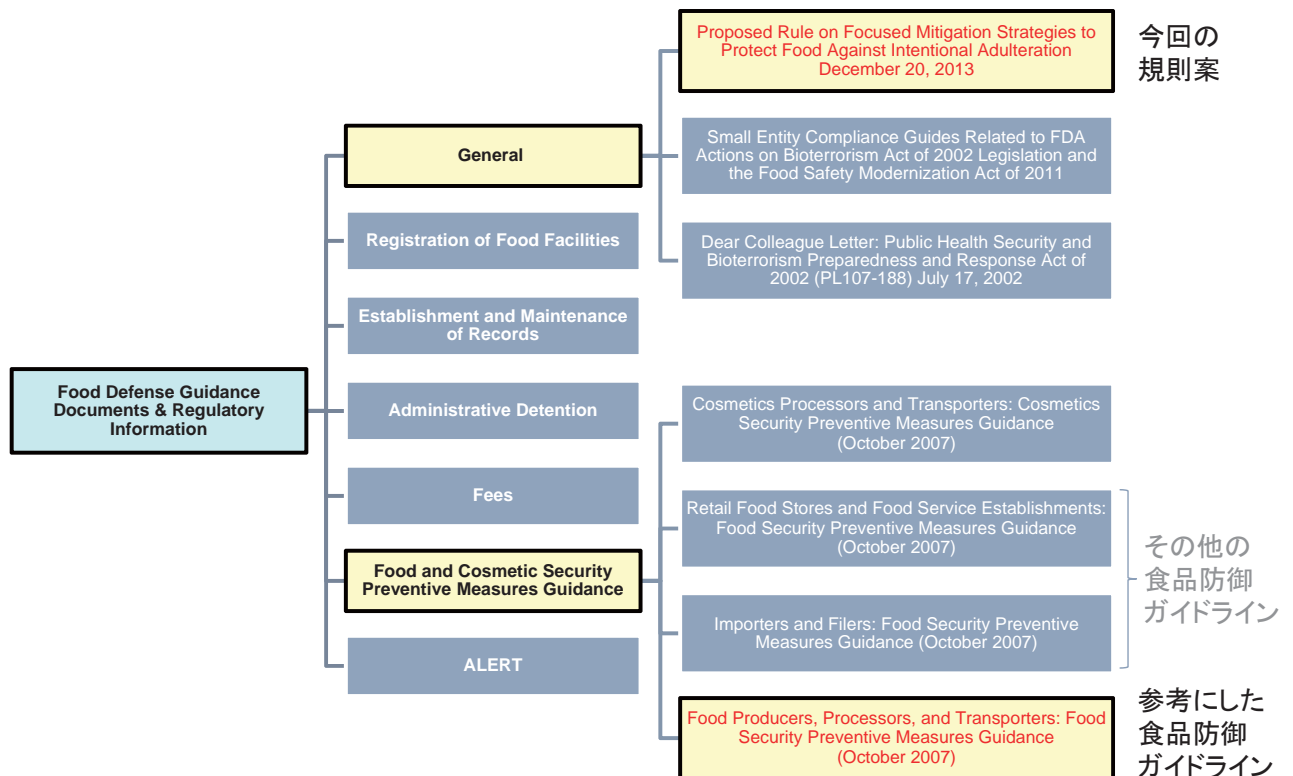 Food Defense Guidance
Documents & Regulatory
Information
General
Registration of Food Facilities
Establishment and Maintenance
of Records
Administrative Detention
Fees
Food and Cosmetic Security
Preventive Measures Guidance
ALERT
Proposed Rule on Focused Mitigation Strategies to
Protect Food Against Intentional Adulteration
December 20, 2013
今回の
規則案
Small Entity Compliance Guides Related to FDA
Actions on Bioterrorism Act of 2002 Legislation and
the Food Safety Modernization Act of 2011
Dear Colleague Letter: Public Health Security and
Bioterrorism Preparedness and Response Act of
2002 (PL107-188) July 17, 2002
Cosmetics Processors and Transporters: Cosmetics
Security Preventive Measures Guidance
(October 2007)
Retail Food Stores and Food Service Establishments:
Food Security Preventive Measures Guidance
(October 2007)
Importers and Filers: Food Security Preventive
Measures Guidance (October 2007)
その他の
食品防御
ガイドライン
Food Producers, Processors, and Transporters: Food
Security Preventive Measures Guidance
(October 2007)
参考にした
食品防御
ガイドライン